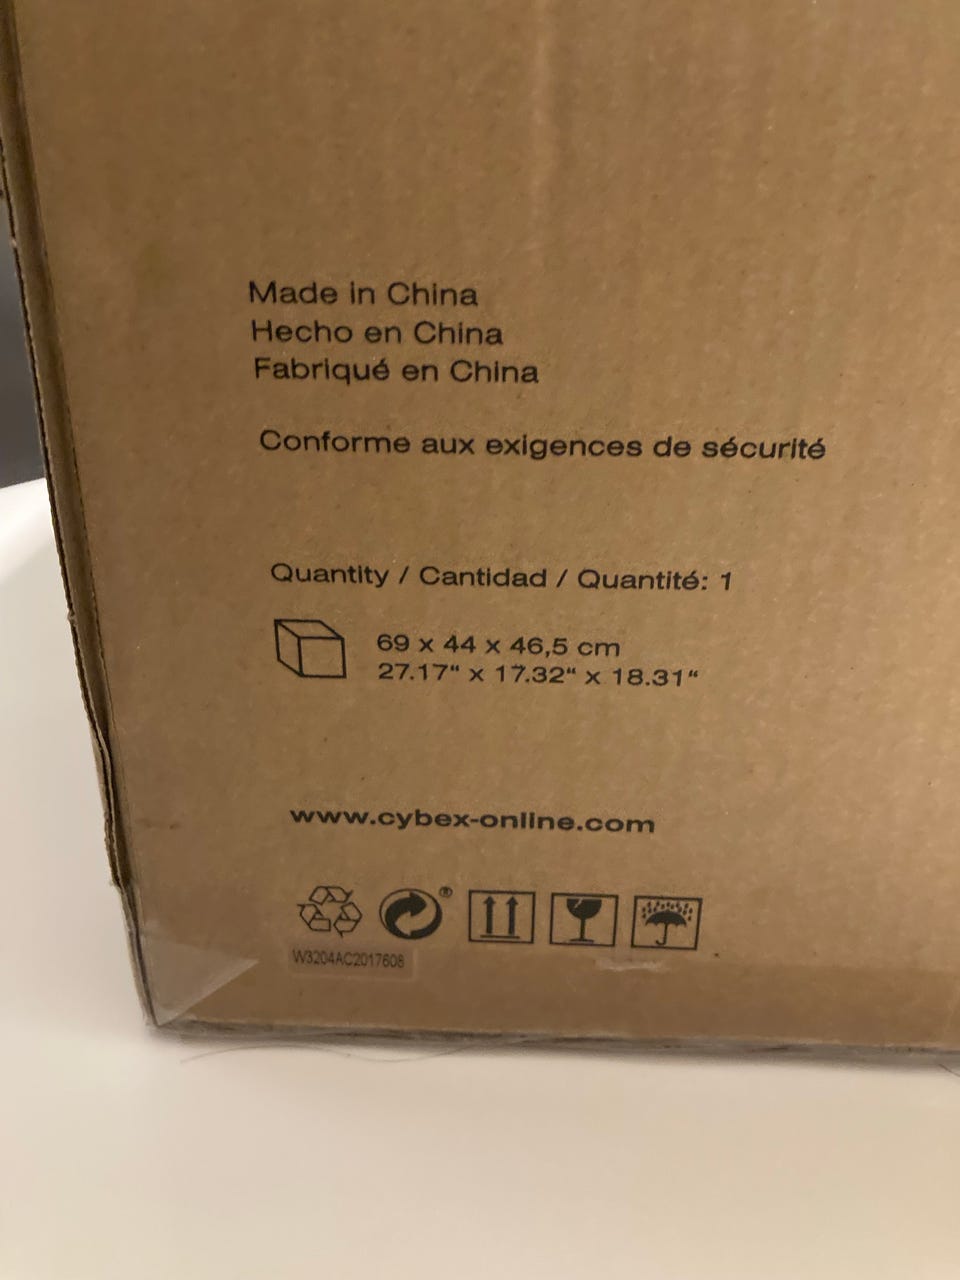 Made in China
Hecho en China
Fabriqué en China
Conforme aux exigences de sécurité
Quantity / Cantidad / Quantité: 1
69 x 44 x 46,5 cm
27.17“ x 17.32“ x 18.31“
www.cybex-online.com
®
W3204AC2017608